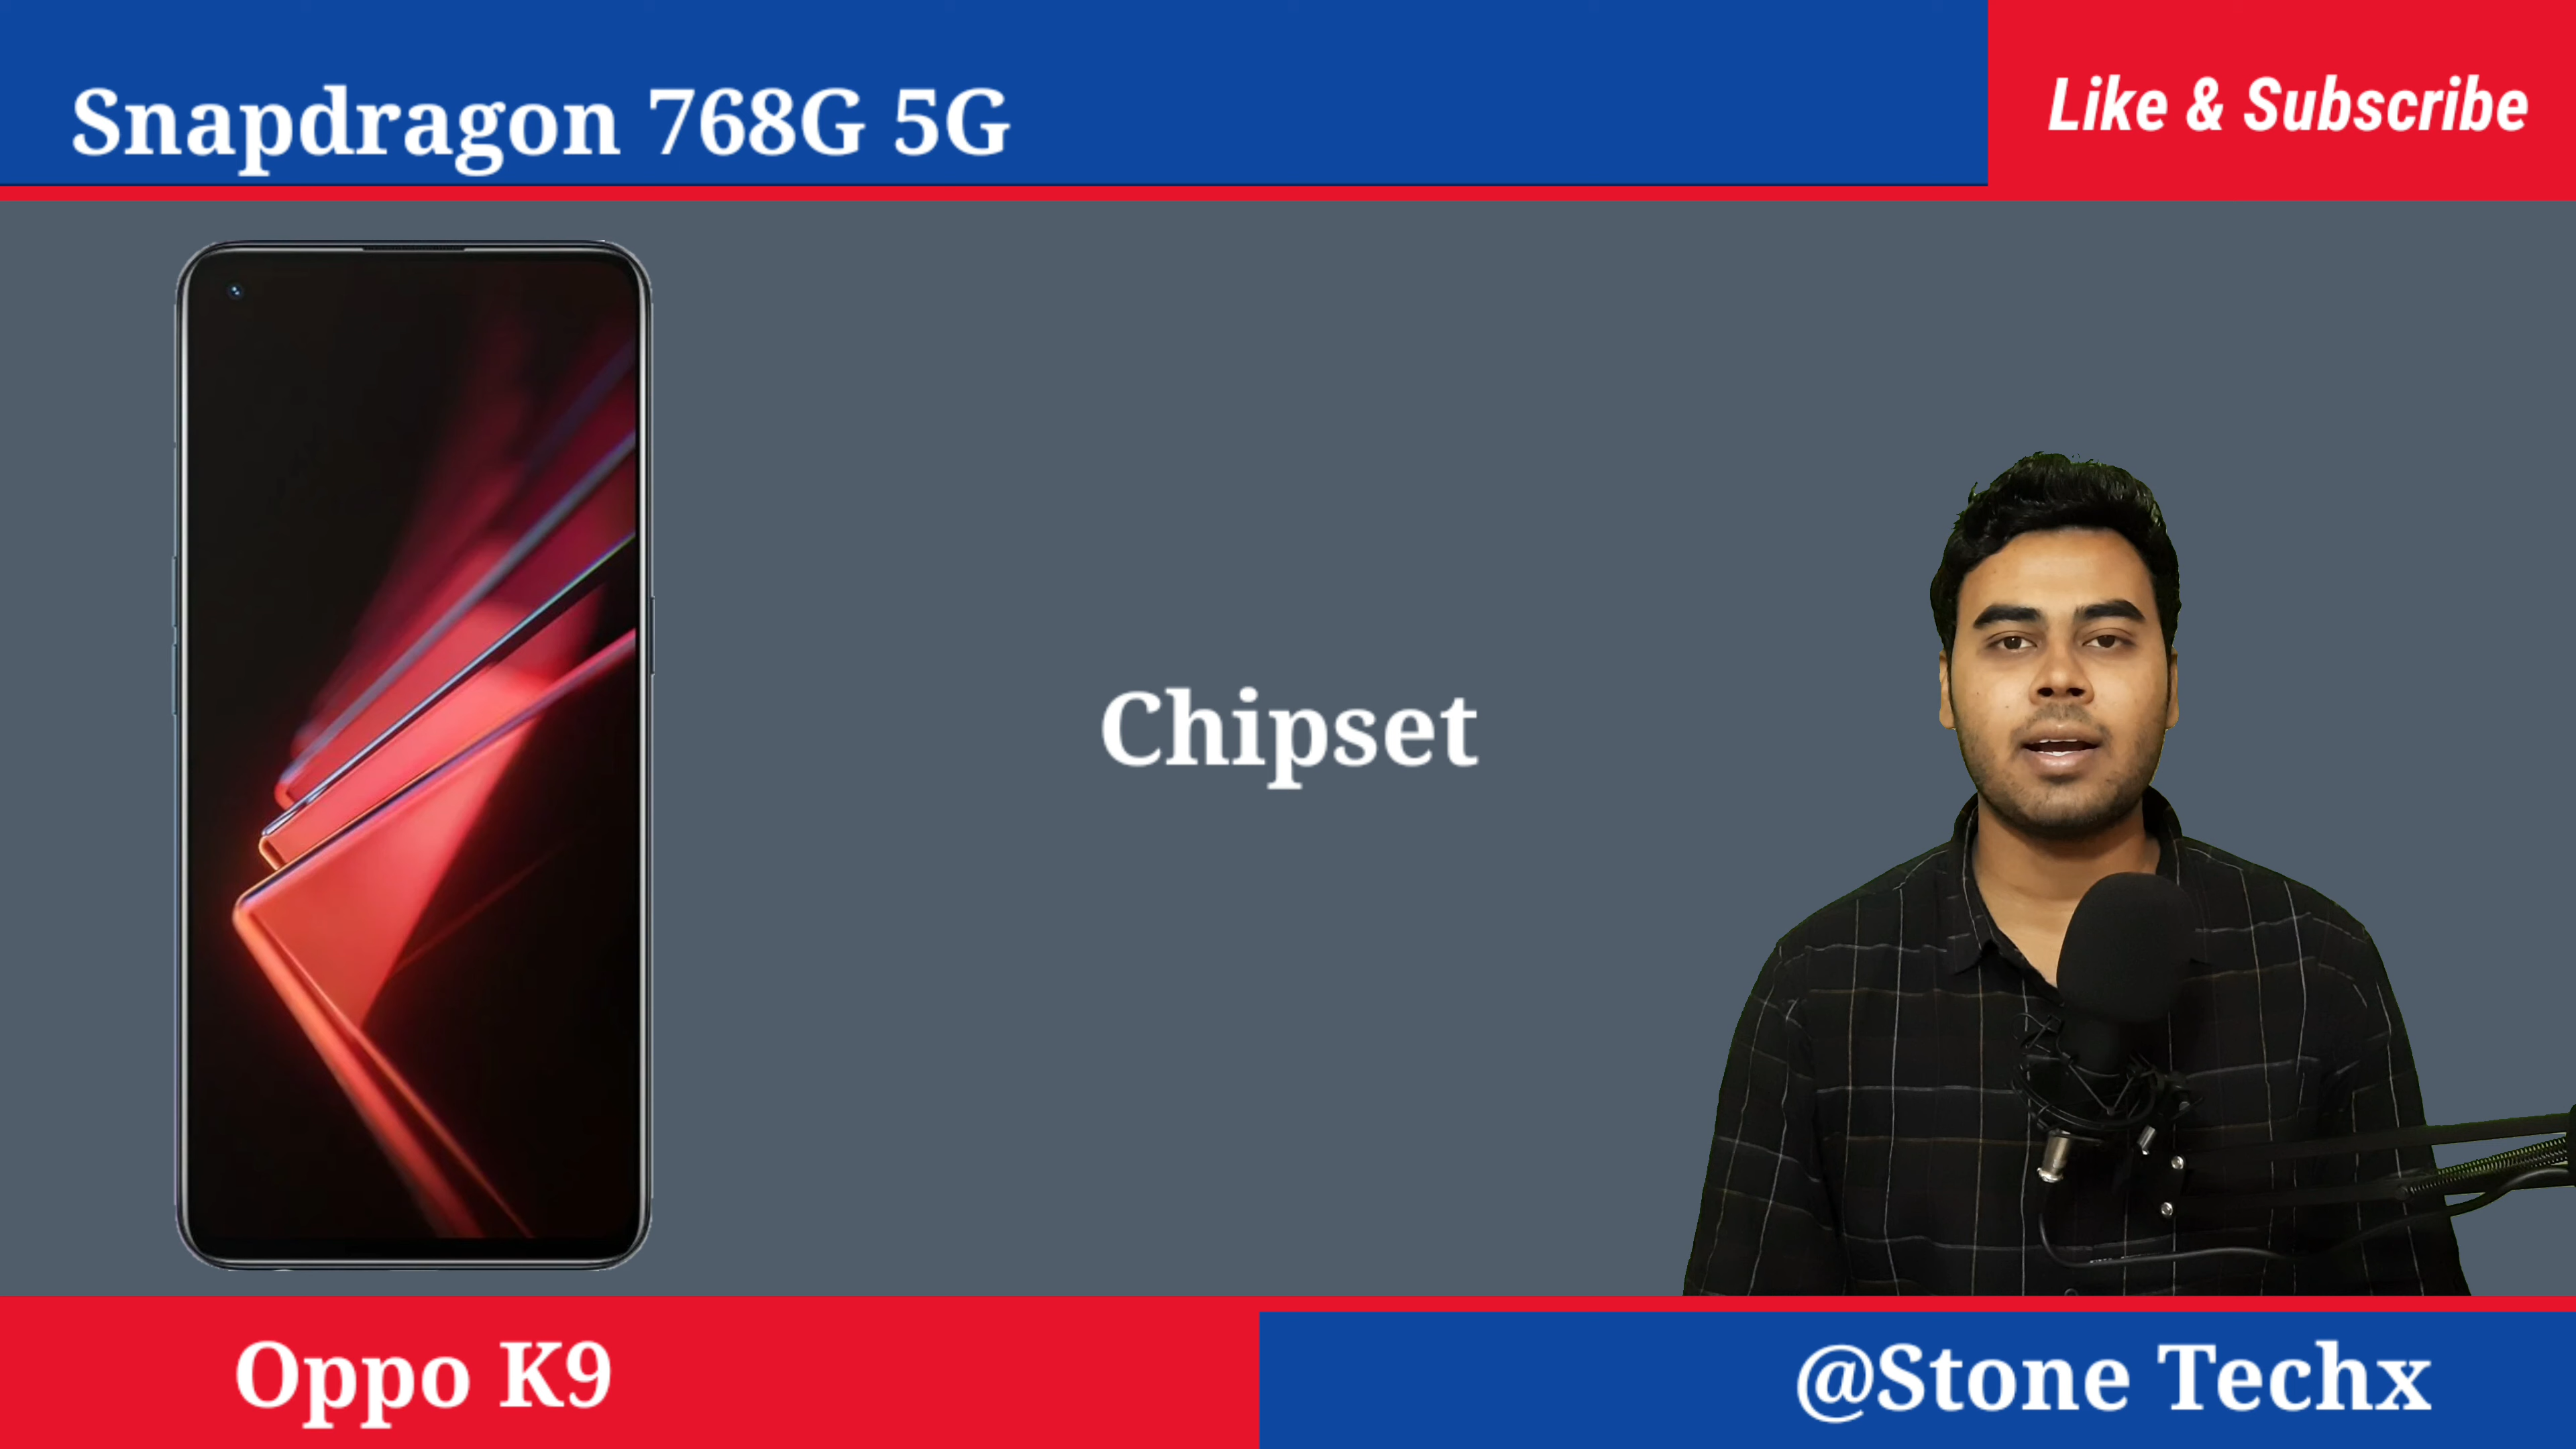 Snapdragon 768G 5G
Like & Subscribe
Chipset
Oppo K9
@Stone Techx